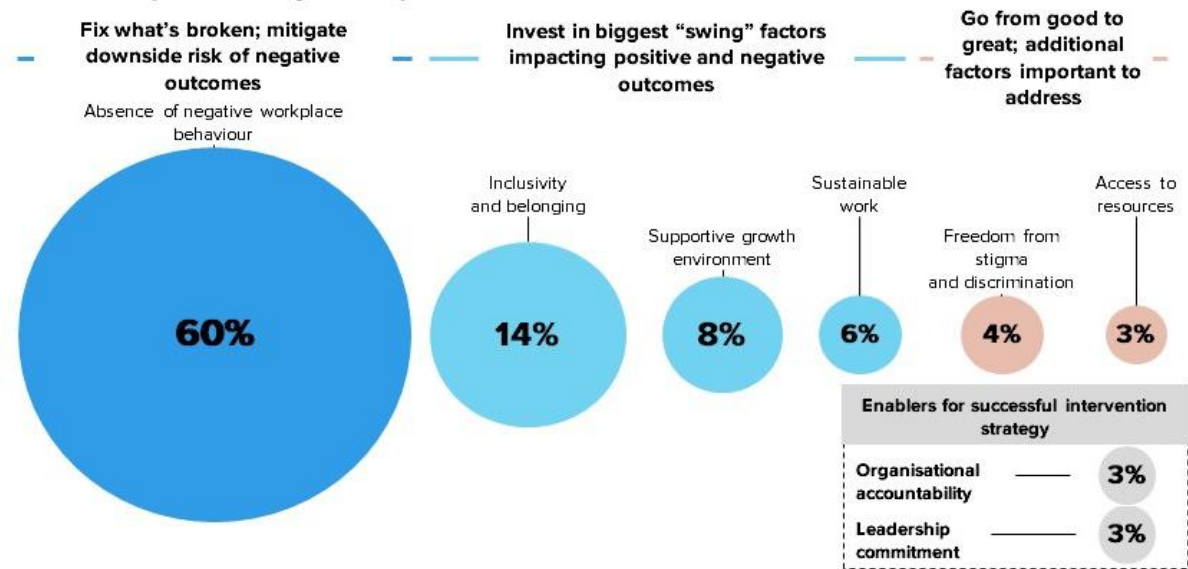 Fix what's broken; mitigate
downside risk of negative
outcomes
Absence of negative workplace
behaviour
60%
Invest in biggest “swing” factors
impacting positive and negative
outcomes
Inclusivity
and belonging
14%
Supportive growth
environment
8%
Sustainable
work
6%
Go from good to
great; additional
factors important to
address
Freedom from
stigma
and discrimination
4%
Access to
resources
3%
Enablers for successful intervention
strategy
Organisational
accountability
3%
Leadership
commitment
3%